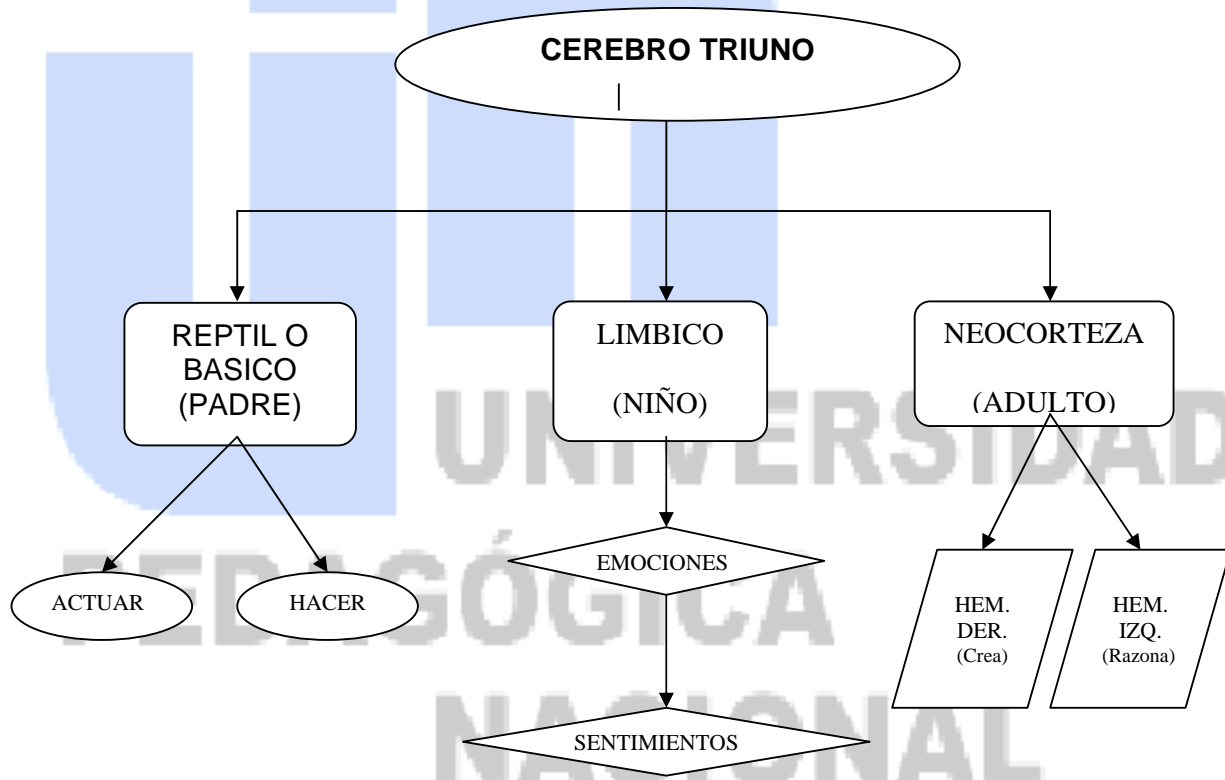 CEREBRO TRIUNO
REPTIL O
BASICO
(PADRE)
LIMBICO
(NIÑO)
NEOCORTEZA
(ADULTO)
UNIVERSIDAD
PEDAGÓGICA
NACIONAL
ACTUAR
HACER
EMOCIONES
SENTIMIENTOS
HEM.
DER.
(Crea)
HEM.
IZQ.
(Razona)